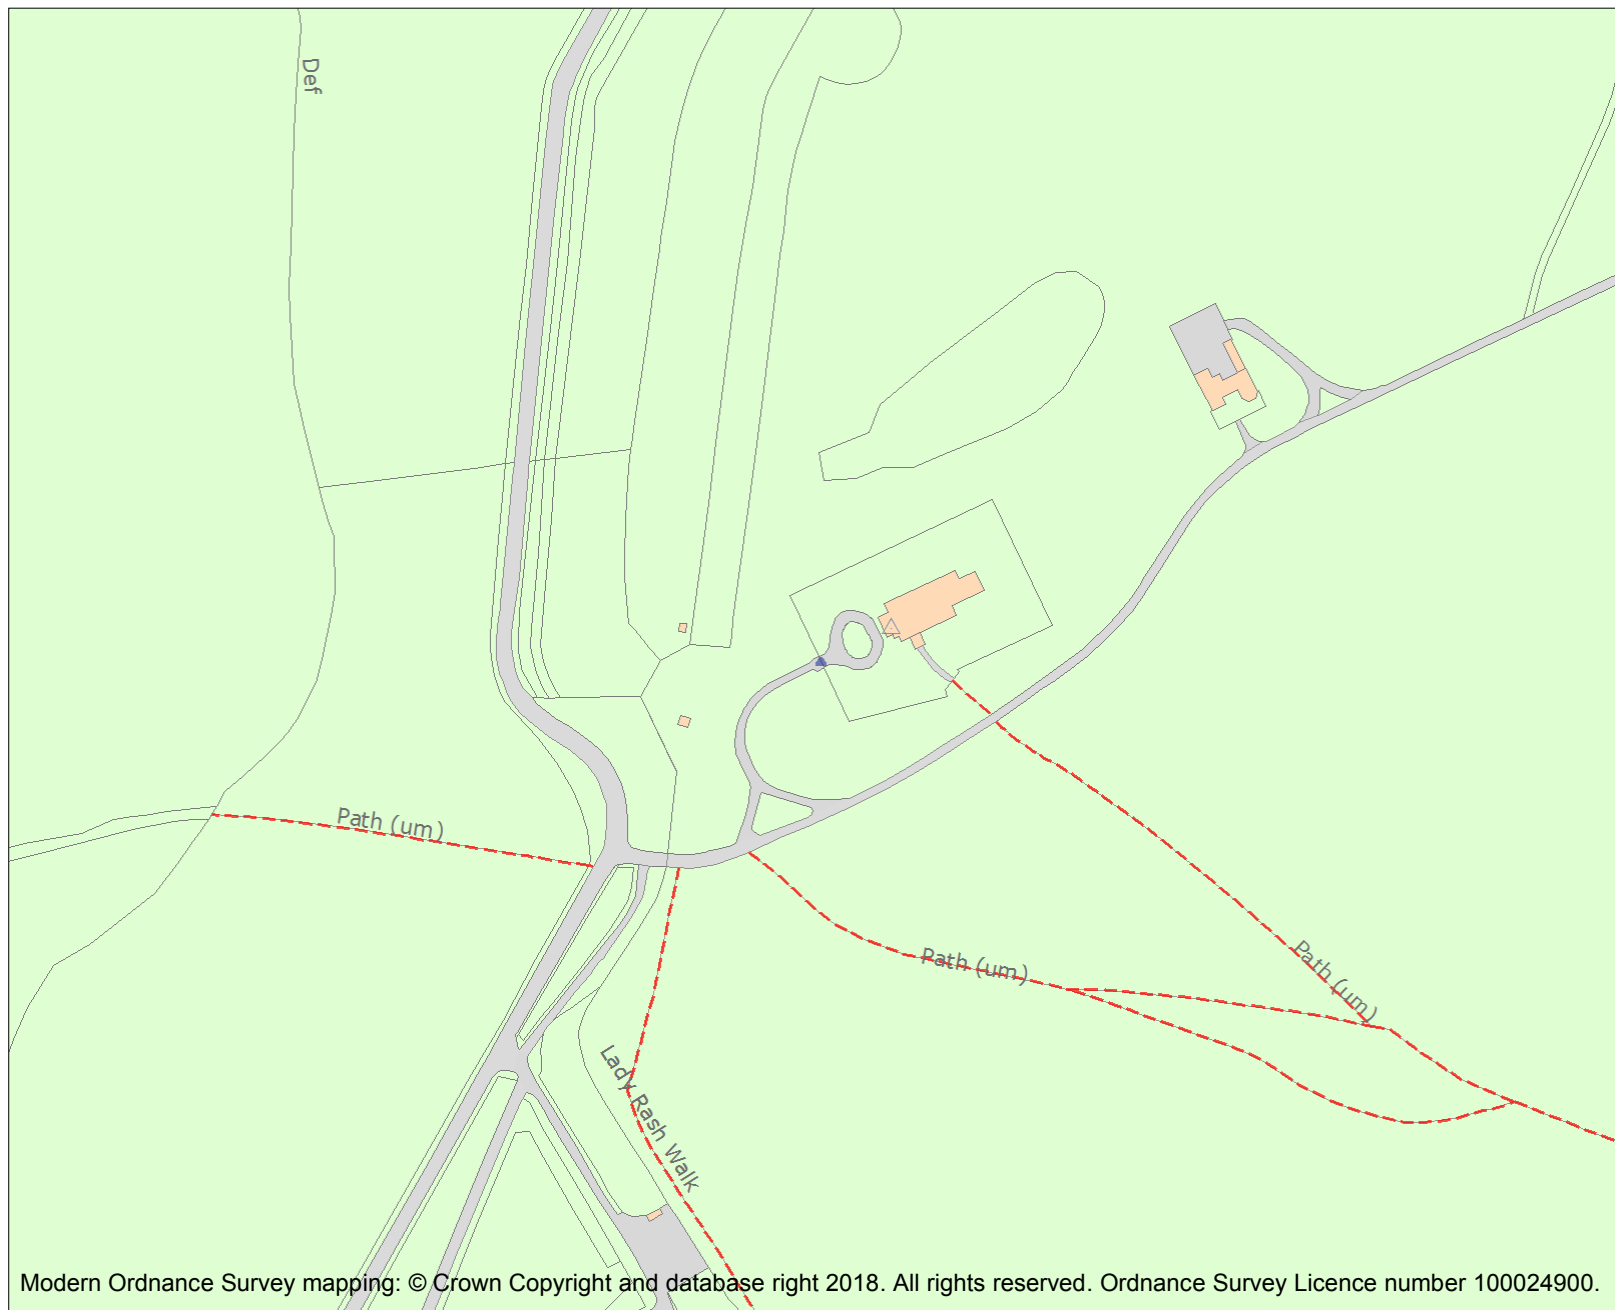 Def
Path (um)
Path (um)
Path (um)
Lady Rash Walk
Modern Ordnance Survey mapping: © Crown Copyright and database right 2018. All rights reserved. Ordnance Survey Licence number 100024900.